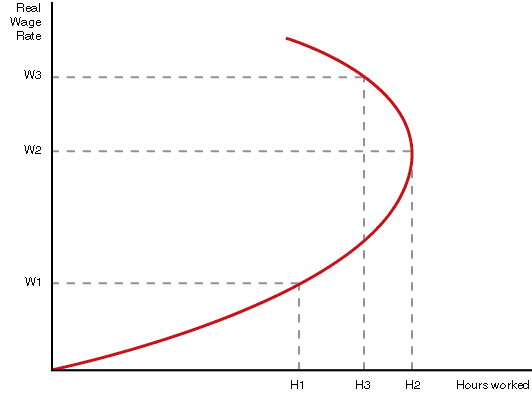 Real
Wage
Rate
W3
W2
W1
H1 H3 H2 Hours worked